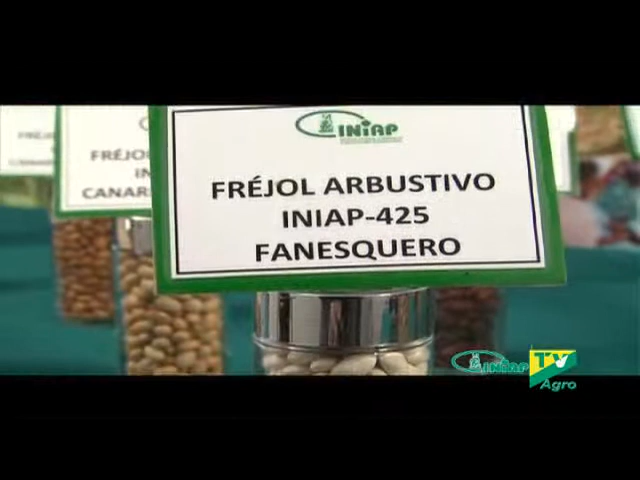 INIAP
FRÉJOL ARBUSTIVO
INIAP-425
FANESQUERO
FRÉJOL
CANAR
INIAP TV
Agro